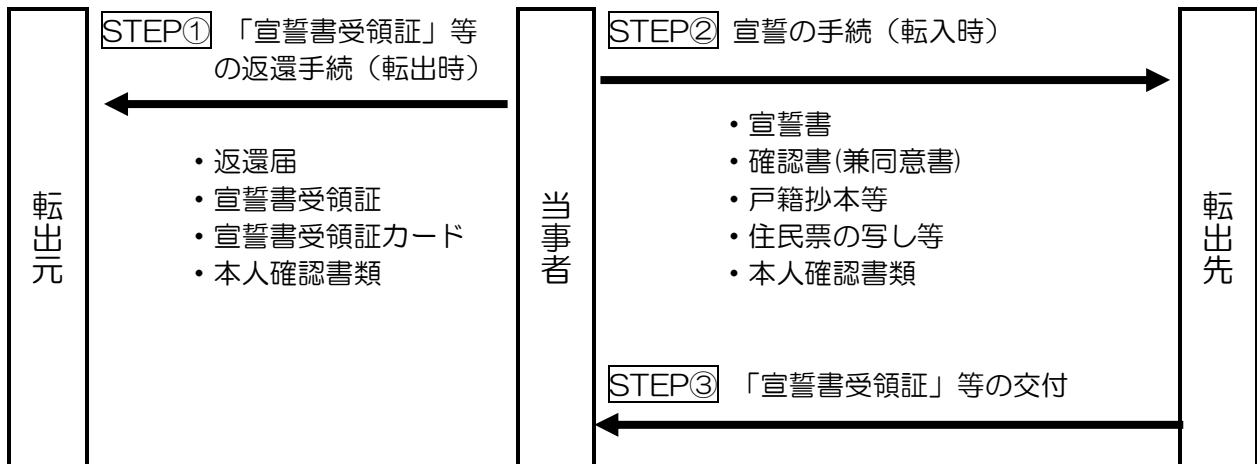 STEP① 「宣誓書受領証」等
の返還手続（転出時）
・返還届
・宣誓書受領証
・宣誓書受領証カード
・本人確認書類
転出元
当事者
STEP② 宣誓の手続（転入時）
・宣誓書
・確認書(兼同意書)
・戸籍抄本等
・住民票の写し等
・本人確認書類
STEP③ 「宣誓書受領証」等の交付
転出先